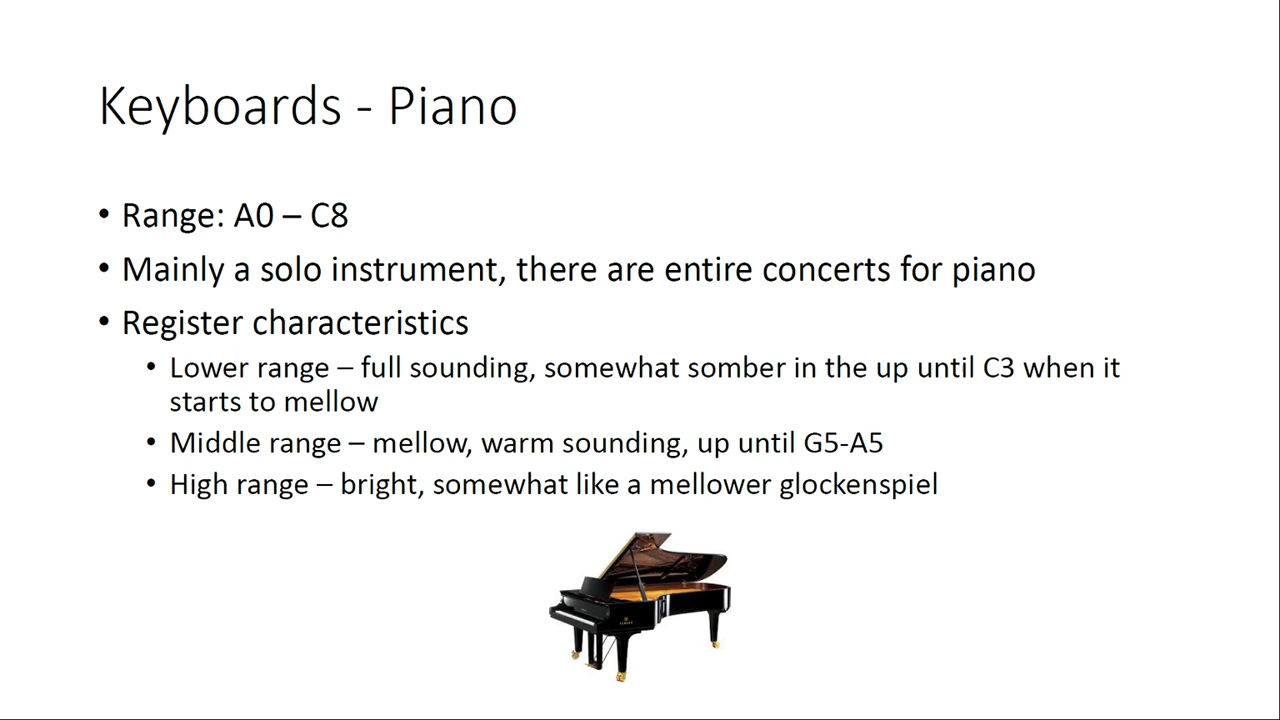 Keyboards - Piano
• Range: A0 – C8
• Mainly a solo instrument, there are entire concerts for piano
• Register characteristics
• Lower range – full sounding, somewhat somber in the up until C3 when it
starts to mellow
• Middle range – mellow, warm sounding, up until G5-A5
• High range – bright, somewhat like a mellower glockenspiel
YAMAHA